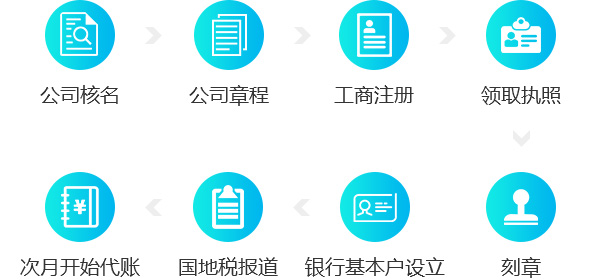 公司核名
公司章程
工商注册
领取执照
刻章
银行基本户设立
国地税报道
次月开始代账